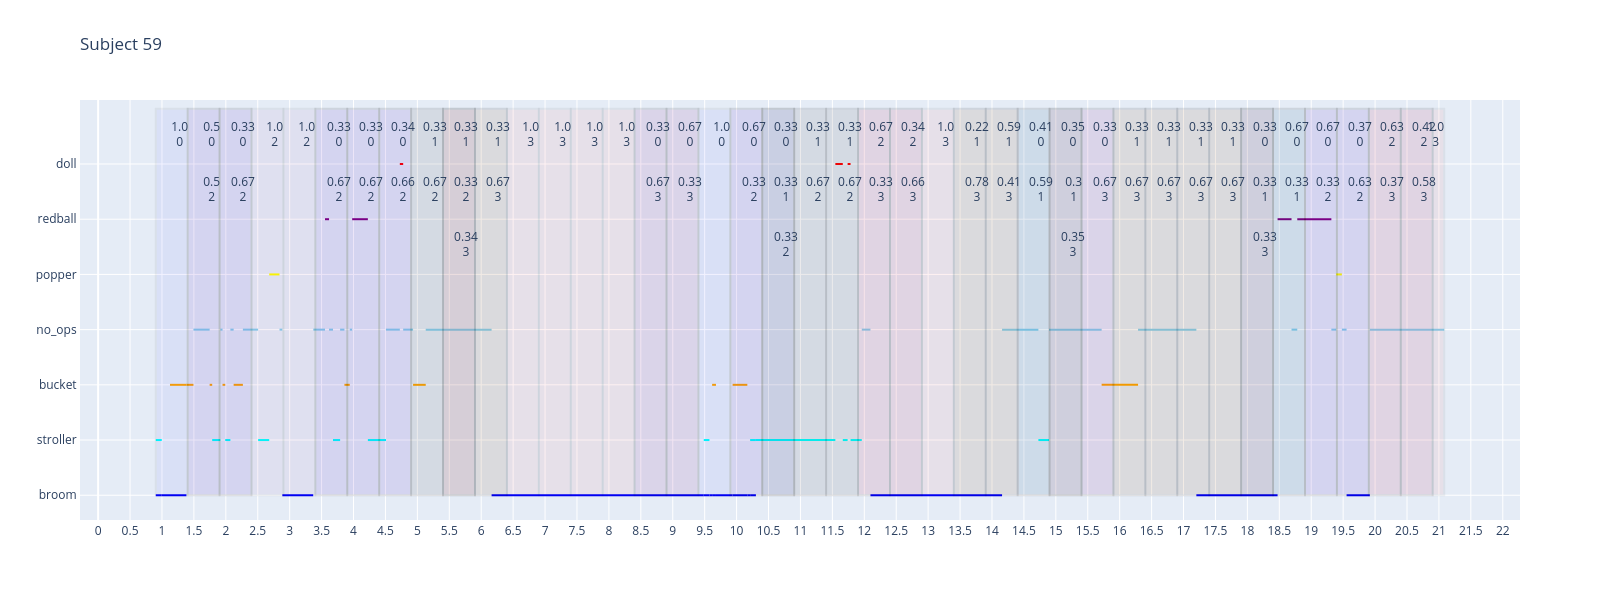 Subject 59
1.0 0.5 0.33 1.0 1.0 0.33 0.33 0.34 0.33 0.33 0.33 1.0 1.0 1.0 1.0 0.33 0.67 1.0 0.67 0.33 0.33 0.33 0.67 0.34 1.0 0.22 0.59 0.41 0.35 0.33 0.33 0.33 0.33 0.33 0.33 0.67 0.67 0.37 0.63 0.42 1.0
0 0 0 2 2 0 0 0 1 1 1 3 3 3 3 0 0 0 0 0 1 1 2 2 3 1 1 0 0 0 1 1 1 1 0 0 0 0 2 2 3
doll
0.5 0.67 0.67 0.67 0.66 0.67 0.33 0.67 0.67 0.33 0.33 0.33 0.67 0.67 0.33 0.66 0.78 0.41 0.59 0.3 0.67 0.67 0.67 0.67 0.67 0.33 0.33 0.33 0.63 0.37 0.58
2 2 2 2 2 2 2 3 3 3 2 1 2 2 3 3 3 3 1 1 3 3 3 3 3 1 1 2 2 3 3
redball
0.34 0.33 0.35 0.33
3 2 3 3
popper
no_ops
bucket
stroller
broom
0 0.5 1 1.5 2 2.5 3 3.5 4 4.5 5 5.5 6 6.5 7 7.5 8 8.5 9 9.5 10 10.5 11 11.5 12 12.5 13 13.5 14 14.5 15 15.5 16 16.5 17 17.5 18 18.5 19 19.5 20 20.5 21 21.5 22